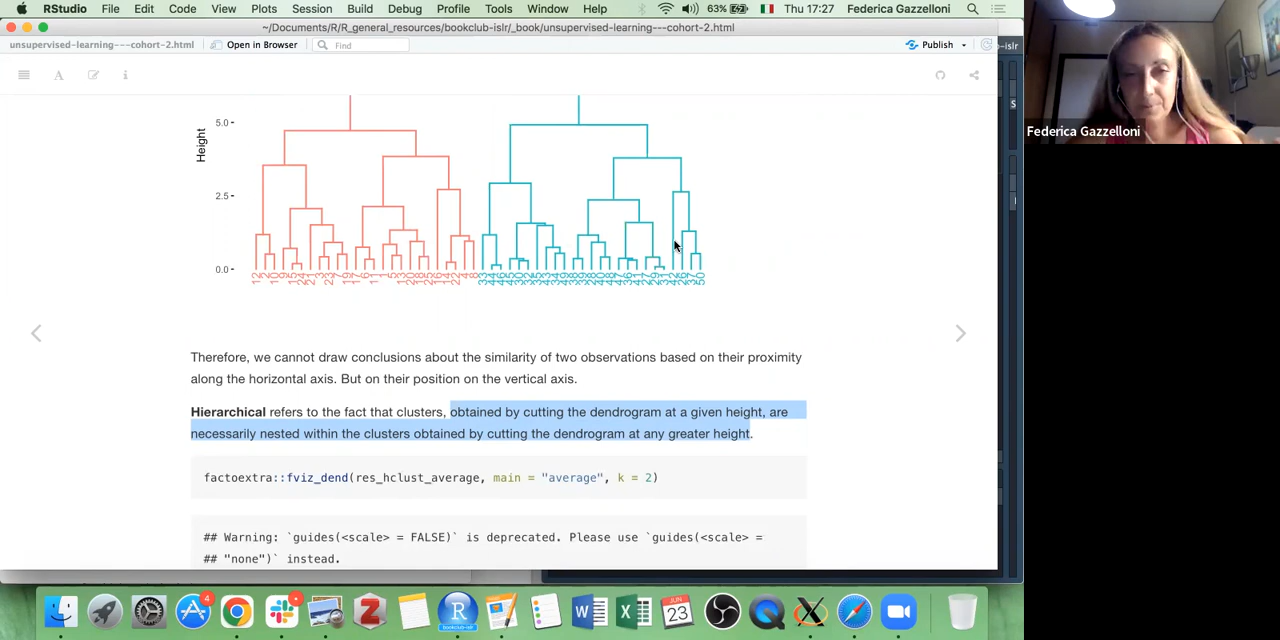 RStudio File Edit Code View Plots Session Build Debug Profile Tools Window Help 63% Thu 17:27 Federica Gazzelloni
~/Documents/R/R_general_resources/bookclub-islr/_book/unsupervised-learning---cohort-2.html
unsupervised-learning---cohort-2.html Open in Browser Find Publish
Federica Gazzelloni
5.0
Height
2.5
0.0
Therefore, we cannot draw conclusions about the similarity of two observations based on their proximity
along the horizontal axis. But on their position on the vertical axis.
Hierarchical refers to the fact that clusters, obtained by cutting the dendrogram at a given height, are
necessarily nested within the clusters obtained by cutting the dendrogram at any greater height.
factoextra::fviz_dend(res_hclust_average, main = "average", k = 2)
## Warning: `guides(<scale> = FALSE)` is deprecated. Please use `guides(<scale> =
## "none")` instead.
4
JUN
23